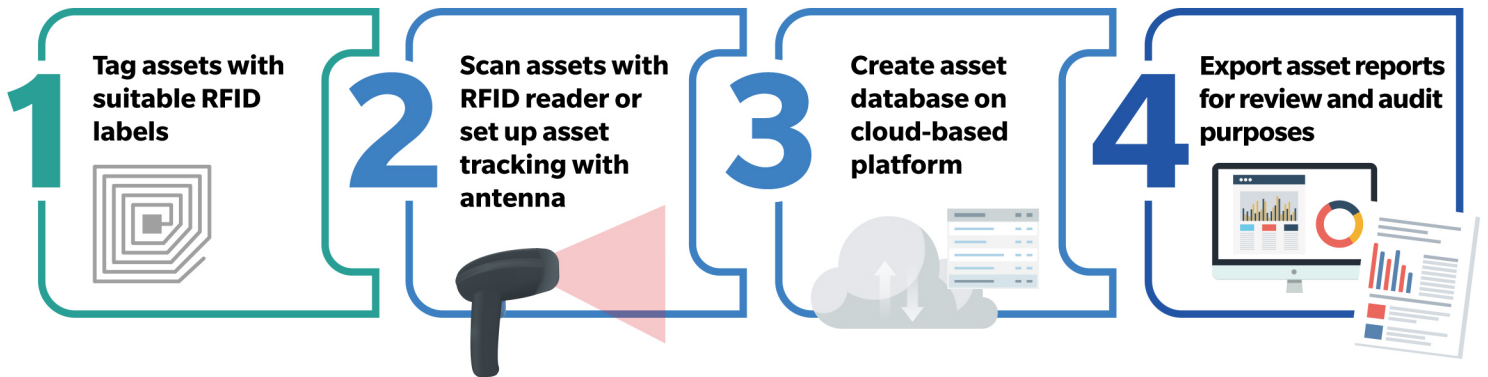 1
Tag assets with
suitable RFID
labels
2
Scan assets with
RFID reader or
set up asset
tracking with
antenna
3
Create asset
database on
cloud-based
platform
4
Export asset reports
for review and audit
purposes